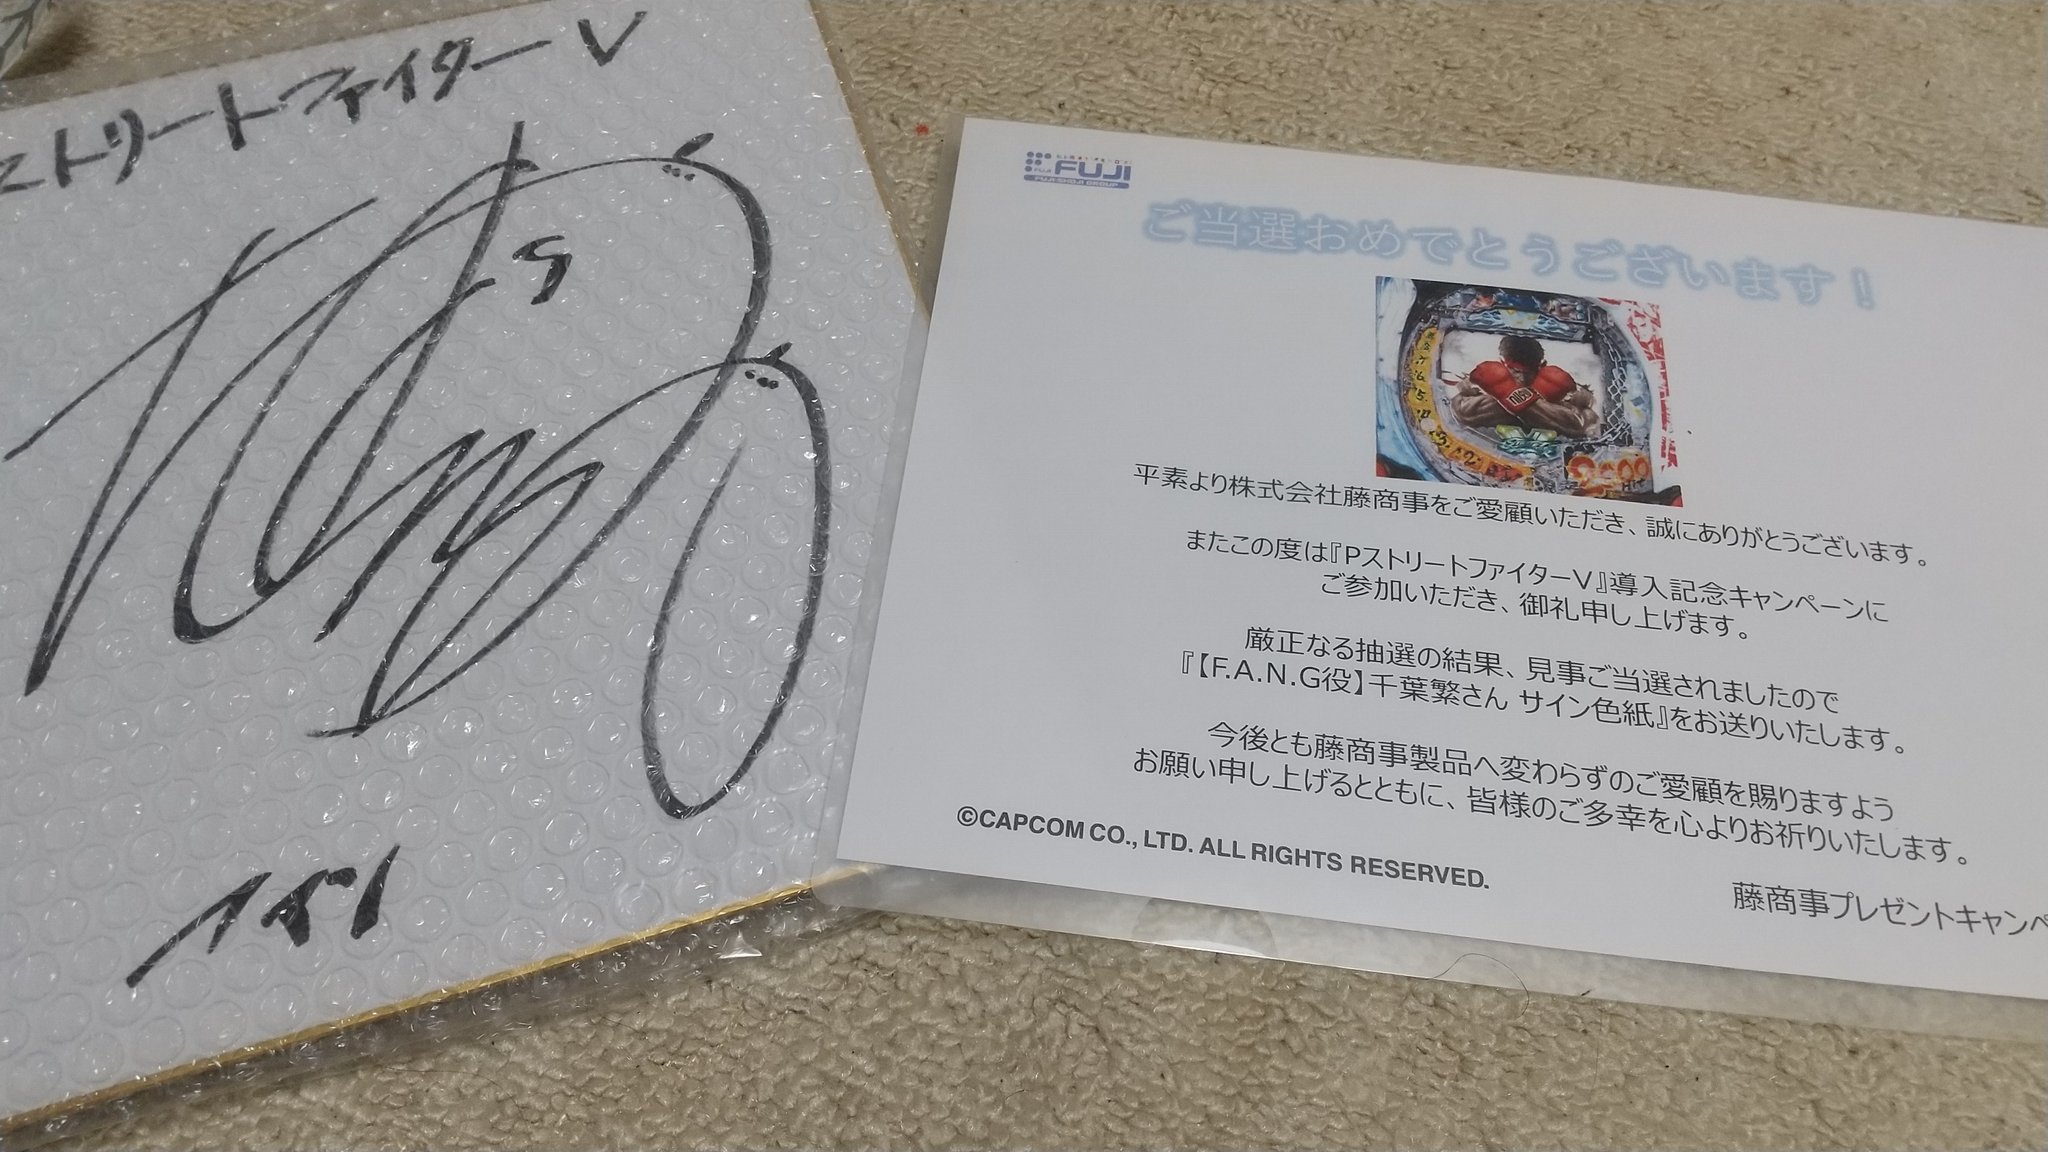 ストリートファイターV
ファン
FUJI
FUJISHOJI GROUP
ご当選おめでとうございます！
平素より株式会社藤商事をご愛顧いただき、誠にありがとうございます。
またこの度は『PストリートファイターV』導入記念キャンペーンに
ご参加いただき、御礼申し上げます。
厳正なる抽選の結果、見事ご当選されましたので
『【F.A.N.G役】千葉繁さん サイン色紙』をお送りいたします。
今後とも藤商事製品へ変わらずのご愛顧を賜りますよう
お願い申し上げるとともに、皆様のご多幸を心よりお祈りいたします。
©CAPCOM CO., LTD. ALL RIGHTS RESERVED.
藤商事プレゼントキャンペ